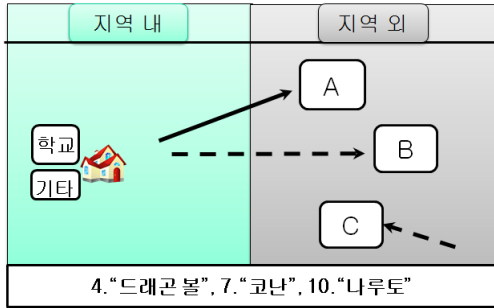 지역 내
지역 외
A
학교
B
기타
C
4. “드래곤 볼”, 7. “코난”, 10. “나루토”